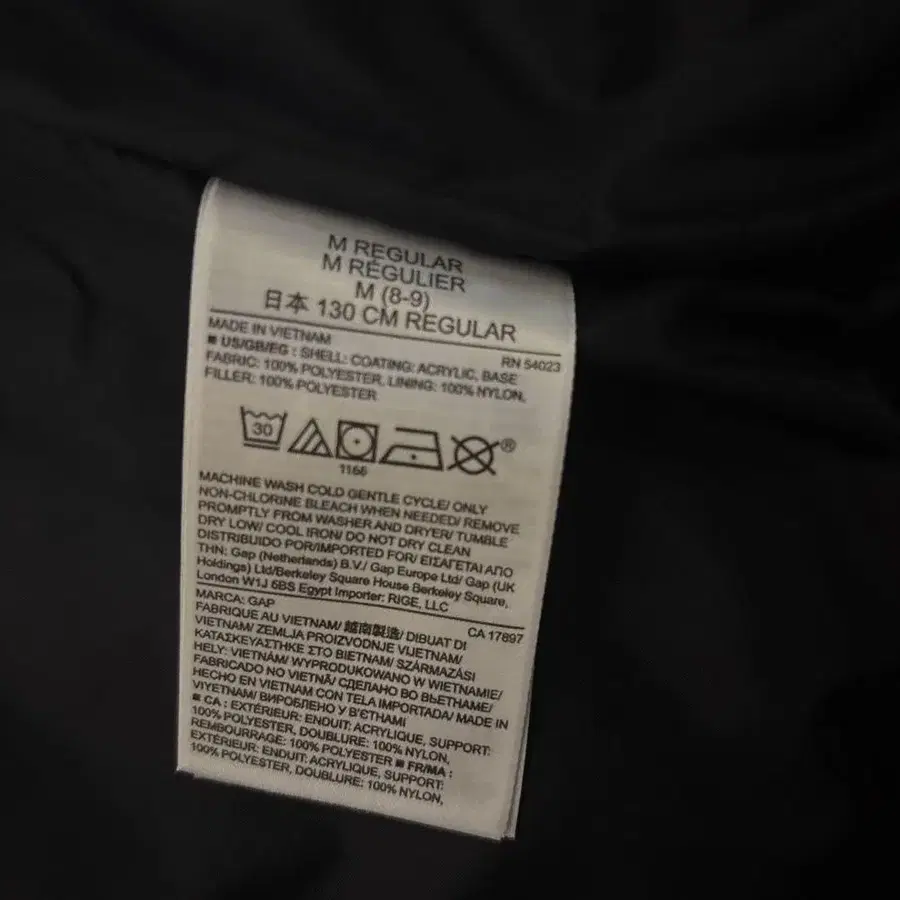 M REGULAR
M RÉGULIER
M (8-9)
日本 130 CM REGULAR
MADE IN VIETNAM
RN 54023
■ US/GB/EG : SHELL: COATING: ACRYLIC, BASE
FABRIC: 100% POLYESTER, LINING: 100% NYLON,
FILLER: 100% POLYESTER
30
®
1166
MACHINE WASH COLD GENTLE CYCLE/ ONLY
NON-CHLORINE BLEACH WHEN NEEDED/ REMOVE
PROMPTLY FROM WASHER AND DRYER/ TUMBLE
DRY LOW/ COOL IRON/ DO NOT DRY CLEAN
DISTRIBUIDO POR/IMPORTED FOR/ ΕΙΣΑΓΕΤΑΙ ΑΠΟ
THN: Gap (Netherlands) B.V./ Gap Europe Ltd/ Gap (UK
Holdings) Ltd/Berkeley Square House Berkeley Square,
London W1J 6BS Egypt Importer: RIGE, LLC
MARCA: GAP
CA 17897
FABRIQUE AU VIETNAM/ 越南製造/ DIBUAT DI
VIETNAM/ ZEMLJA PROIZVODNJE VIJETNAM/
ΚΑΤΑΣΚΕΥΑΣΤΗΚΕ ΣΤΟ ΒΙΕΤΝΑΜ/ SZÁRMAZÁSI
HELY: VIETNÁM/ WYPRODUKOWANO W WIETNAMIE/
FABRICADO NO VIETNÃ/ СДЕЛАНО ВО ВЬЕТНАМЕ/
HECHO EN VIETNAM CON TELA IMPORTADA/ MADE IN
VIYETNAM/ ВИРОБЛЕНО У В'ЄТНАМІ
■ CA : EXTÉRIEUR: ENDUIT: ACRYLIQUE, SUPPORT:
100% POLYESTER, DOUBLURE: 100% NYLON,
REMBOURRAGE: 100% POLYESTER ■ FR/MA :
EXTÉRIEUR: ENDUIT: ACRYLIQUE, SUPPORT:
100% POLYESTER, DOUBLURE: 100% NYLON,